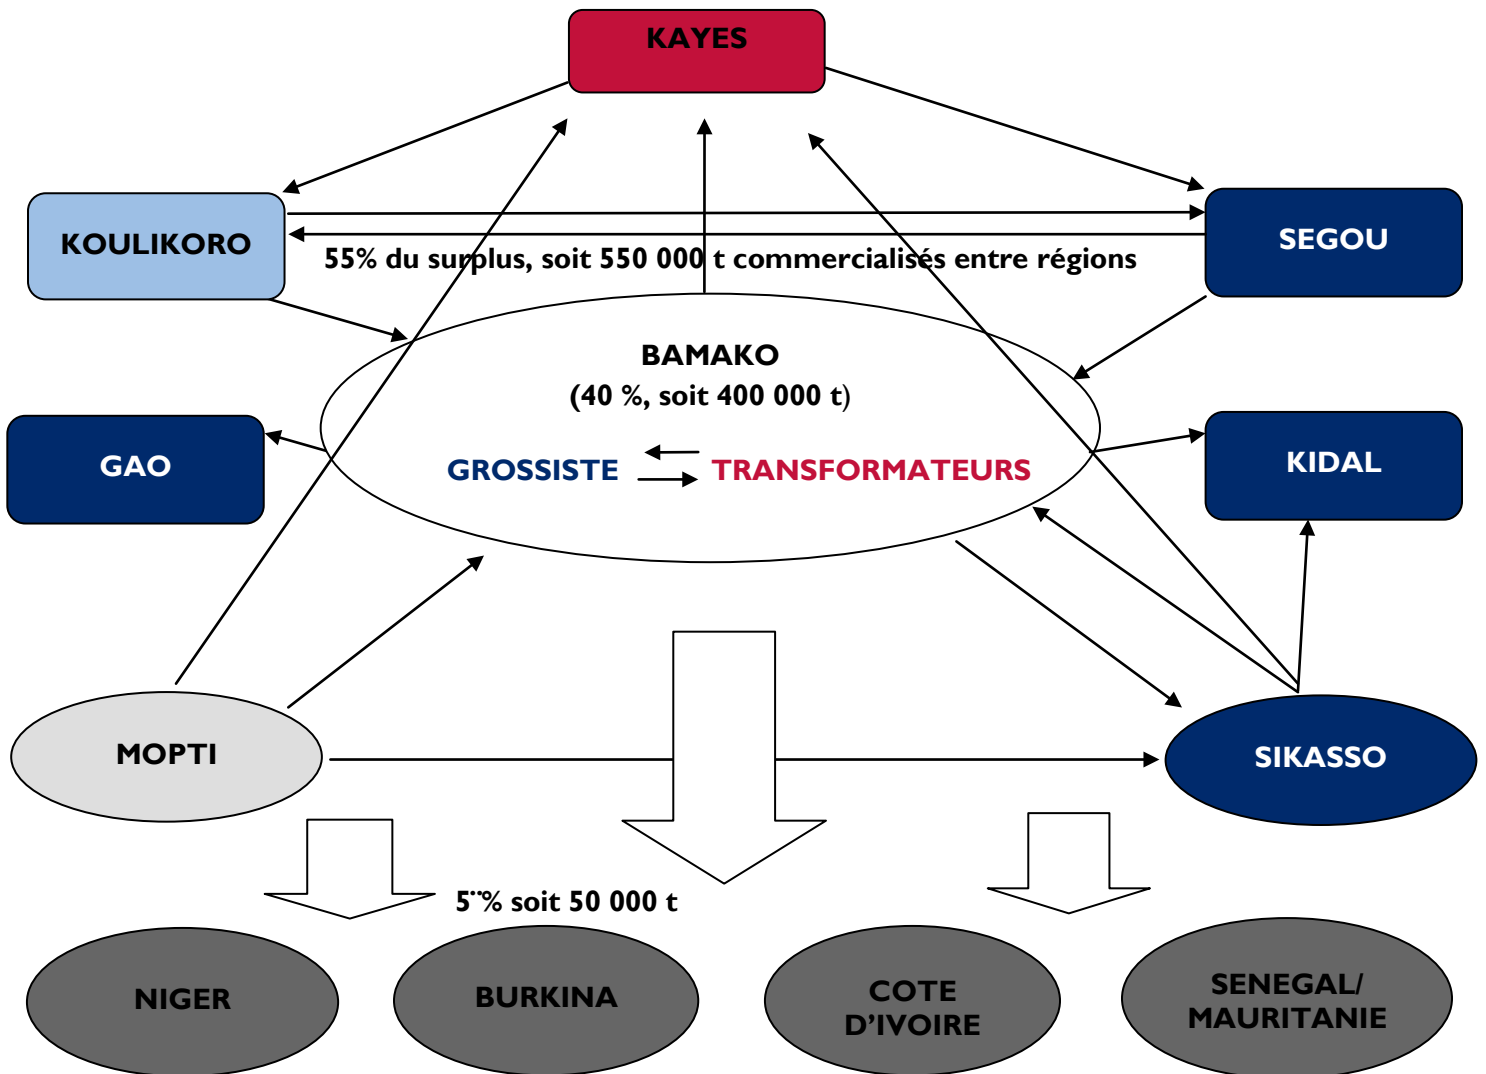 KAYES
KOULIKORO
SEGOU
55% du surplus, soit 550 000 t commercialisés entre régions
BAMAKO
(40 %, soit 400 000 t)
GAO
GROSSISTE
TRANSFORMATEURS
KIDAL
MOPTI
SIKASSO
5¨% soit 50 000 t
NIGER
BURKINA
COTE
D’IVOIRE
SENEGAL/
MAURITANIE